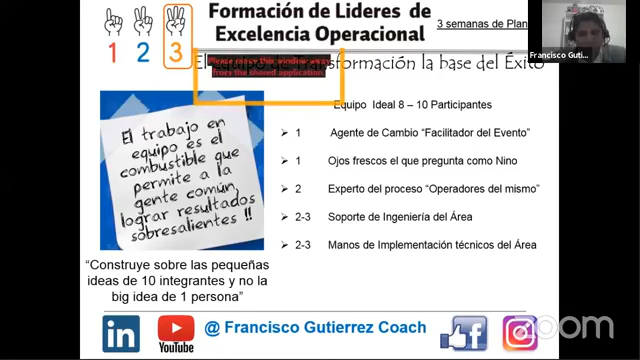 Formación de Lideres de
Excelencia Operacional
3 semanas de Plan
1 2 3
El equipo de Transformación la base del Éxito
Please move this window away
from the shared application.
Francisco Guti...
El trabajo en
equipo es el
combustible que
permite a la
gente común,
lograr resultados
sobresalientes !!
Equipo Ideal 8 – 10 Participantes
➢ 1 Agente de Cambio “Facilitador del Evento”
➢ 1 Ojos frescos el que pregunta como Nino
➢ 2 Experto del proceso “Operadores del mismo”
➢ 2-3 Soporte de Ingeniería del Área
➢ 2-3 Manos de Implementación técnicos del Área
“Construye sobre las pequeñas
ideas de 10 integrantes y no la
big idea de 1 persona”
in
YouTube
@ Francisco Gutierrez Coach
zoom